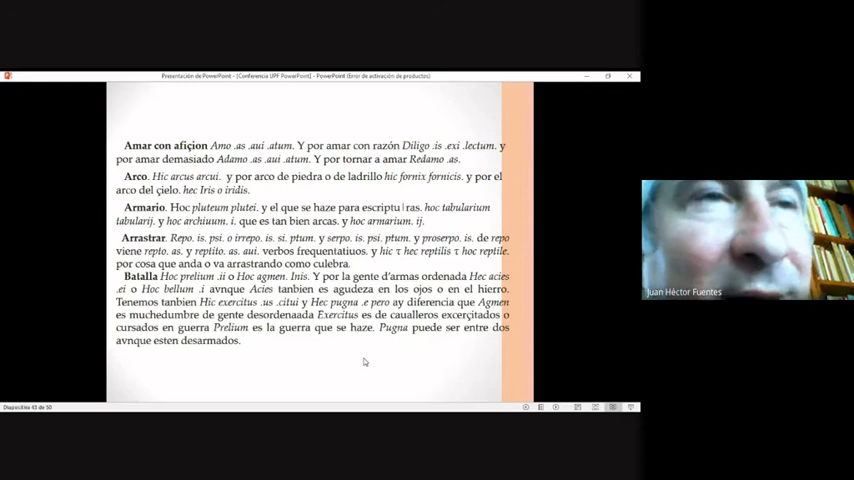 Presentación de PowerPoint - [Conferencia UPF PowerPoint] - PowerPoint (Error de activación de productos)
Amar con afiçion Amo .as .aui .atum. Y por amar con razón Diligo .is .exi .lectum. y
por amar demasiado Adamo .as .aui .atum. Y por tornar a amar Redamo .as.
Arco. Hic arcus arcui. y por arco de piedra o de ladrillo hic fornix fornicis. y por el
arco del çielo. hec Iris o iridis.
Armario. Hoc pluteum plutei. y el que se haze para escriptu|ras. hoc tabularium
tabularij. y hoc archiuum. i. que es tan bien arcas. y hoc armarium. ij.
Arrastrar. Repo. is. psi. o irrepo. is. si. ptum. y serpo. is. psi. ptum. y proserpo. is. de repo
viene repto. as. y reptito. as. aui. verbos frequentatiuos. y hic τ hec reptilis τ hoc reptile.
por cosa que anda o va arrastrando como culebra.
Batalla Hoc prelium .ii o Hoc agmen. Inis. Y por la gente d'armas ordenada Hec acies
.ei o Hoc bellum .i avnque Acies tanbien es agudeza en los ojos o en el hierro.
Tenemos tanbien Hic exercitus .us .citui y Hec pugna .e pero ay diferencia que Agmen
es muchedumbre de gente desordenaada Exercitus es de caualleros excerçitados o
cursados en guerra Prelium es la guerra que se haze. Pugna puede ser entre dos
avnque esten desarmados.
Juan Héctor Fuentes
Diapositiva 43 de 50